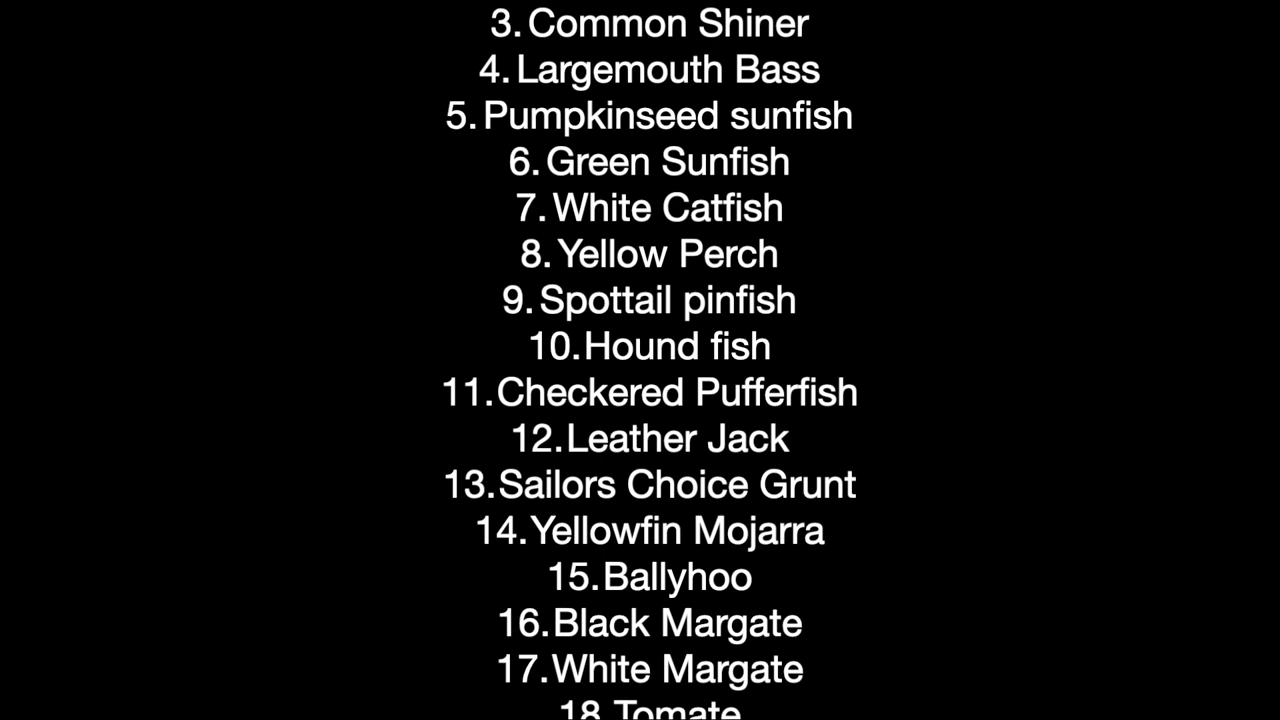 3. Common Shiner
4. Largemouth Bass
5. Pumpkinseed sunfish
6. Green Sunfish
7. White Catfish
8. Yellow Perch
9. Spottail pinfish
10. Hound fish
11. Checkered Pufferfish
12. Leather Jack
13. Sailors Choice Grunt
14. Yellowfin Mojarra
15. Ballyhoo
16. Black Margate
17. White Margate
18. Tomate